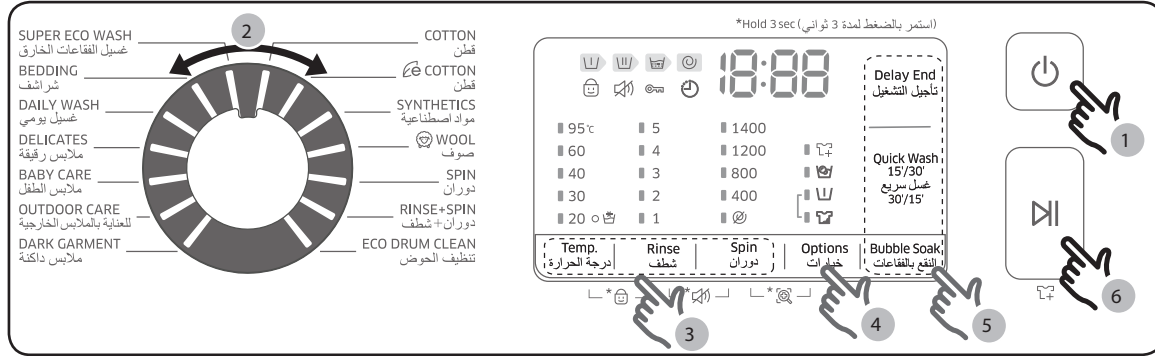 (استمر بالضغط لمدة 3 ثواني) Hold 3 sec*
2
SUPER ECO WASH
غسيل الفقاعات الخارق
BEDDING
شراشف
DAILY WASH
غسيل يومي
DELICATES
ملابس رقيقة
BABY CARE
ملابس الطفل
OUTDOOR CARE
للعناية بالملابس الخارجية
DARK GARMENT
ملابس داكنة
COTTON
قطن
e COTTON
قطن
SYNTHETICS
مواد اصطناعية
WOOL
صوف
SPIN
دوران
RINSE+SPIN
دوران+شطف
ECO DRUM CLEAN
تنظيف الحوض
18:88
95℃ 5 1400
60 4 1200
40 3 800
30 2 400
20 1
Delay End
تأجيل التشغيل
Quick Wash
15'/30'
غسل سريع
30'/15'
Temp. Rinse Spin Options Bubble Soak
درجة الحرارة شطف دوران خيارات النقع بالفقاعات
* * *
1
3
4
5
6